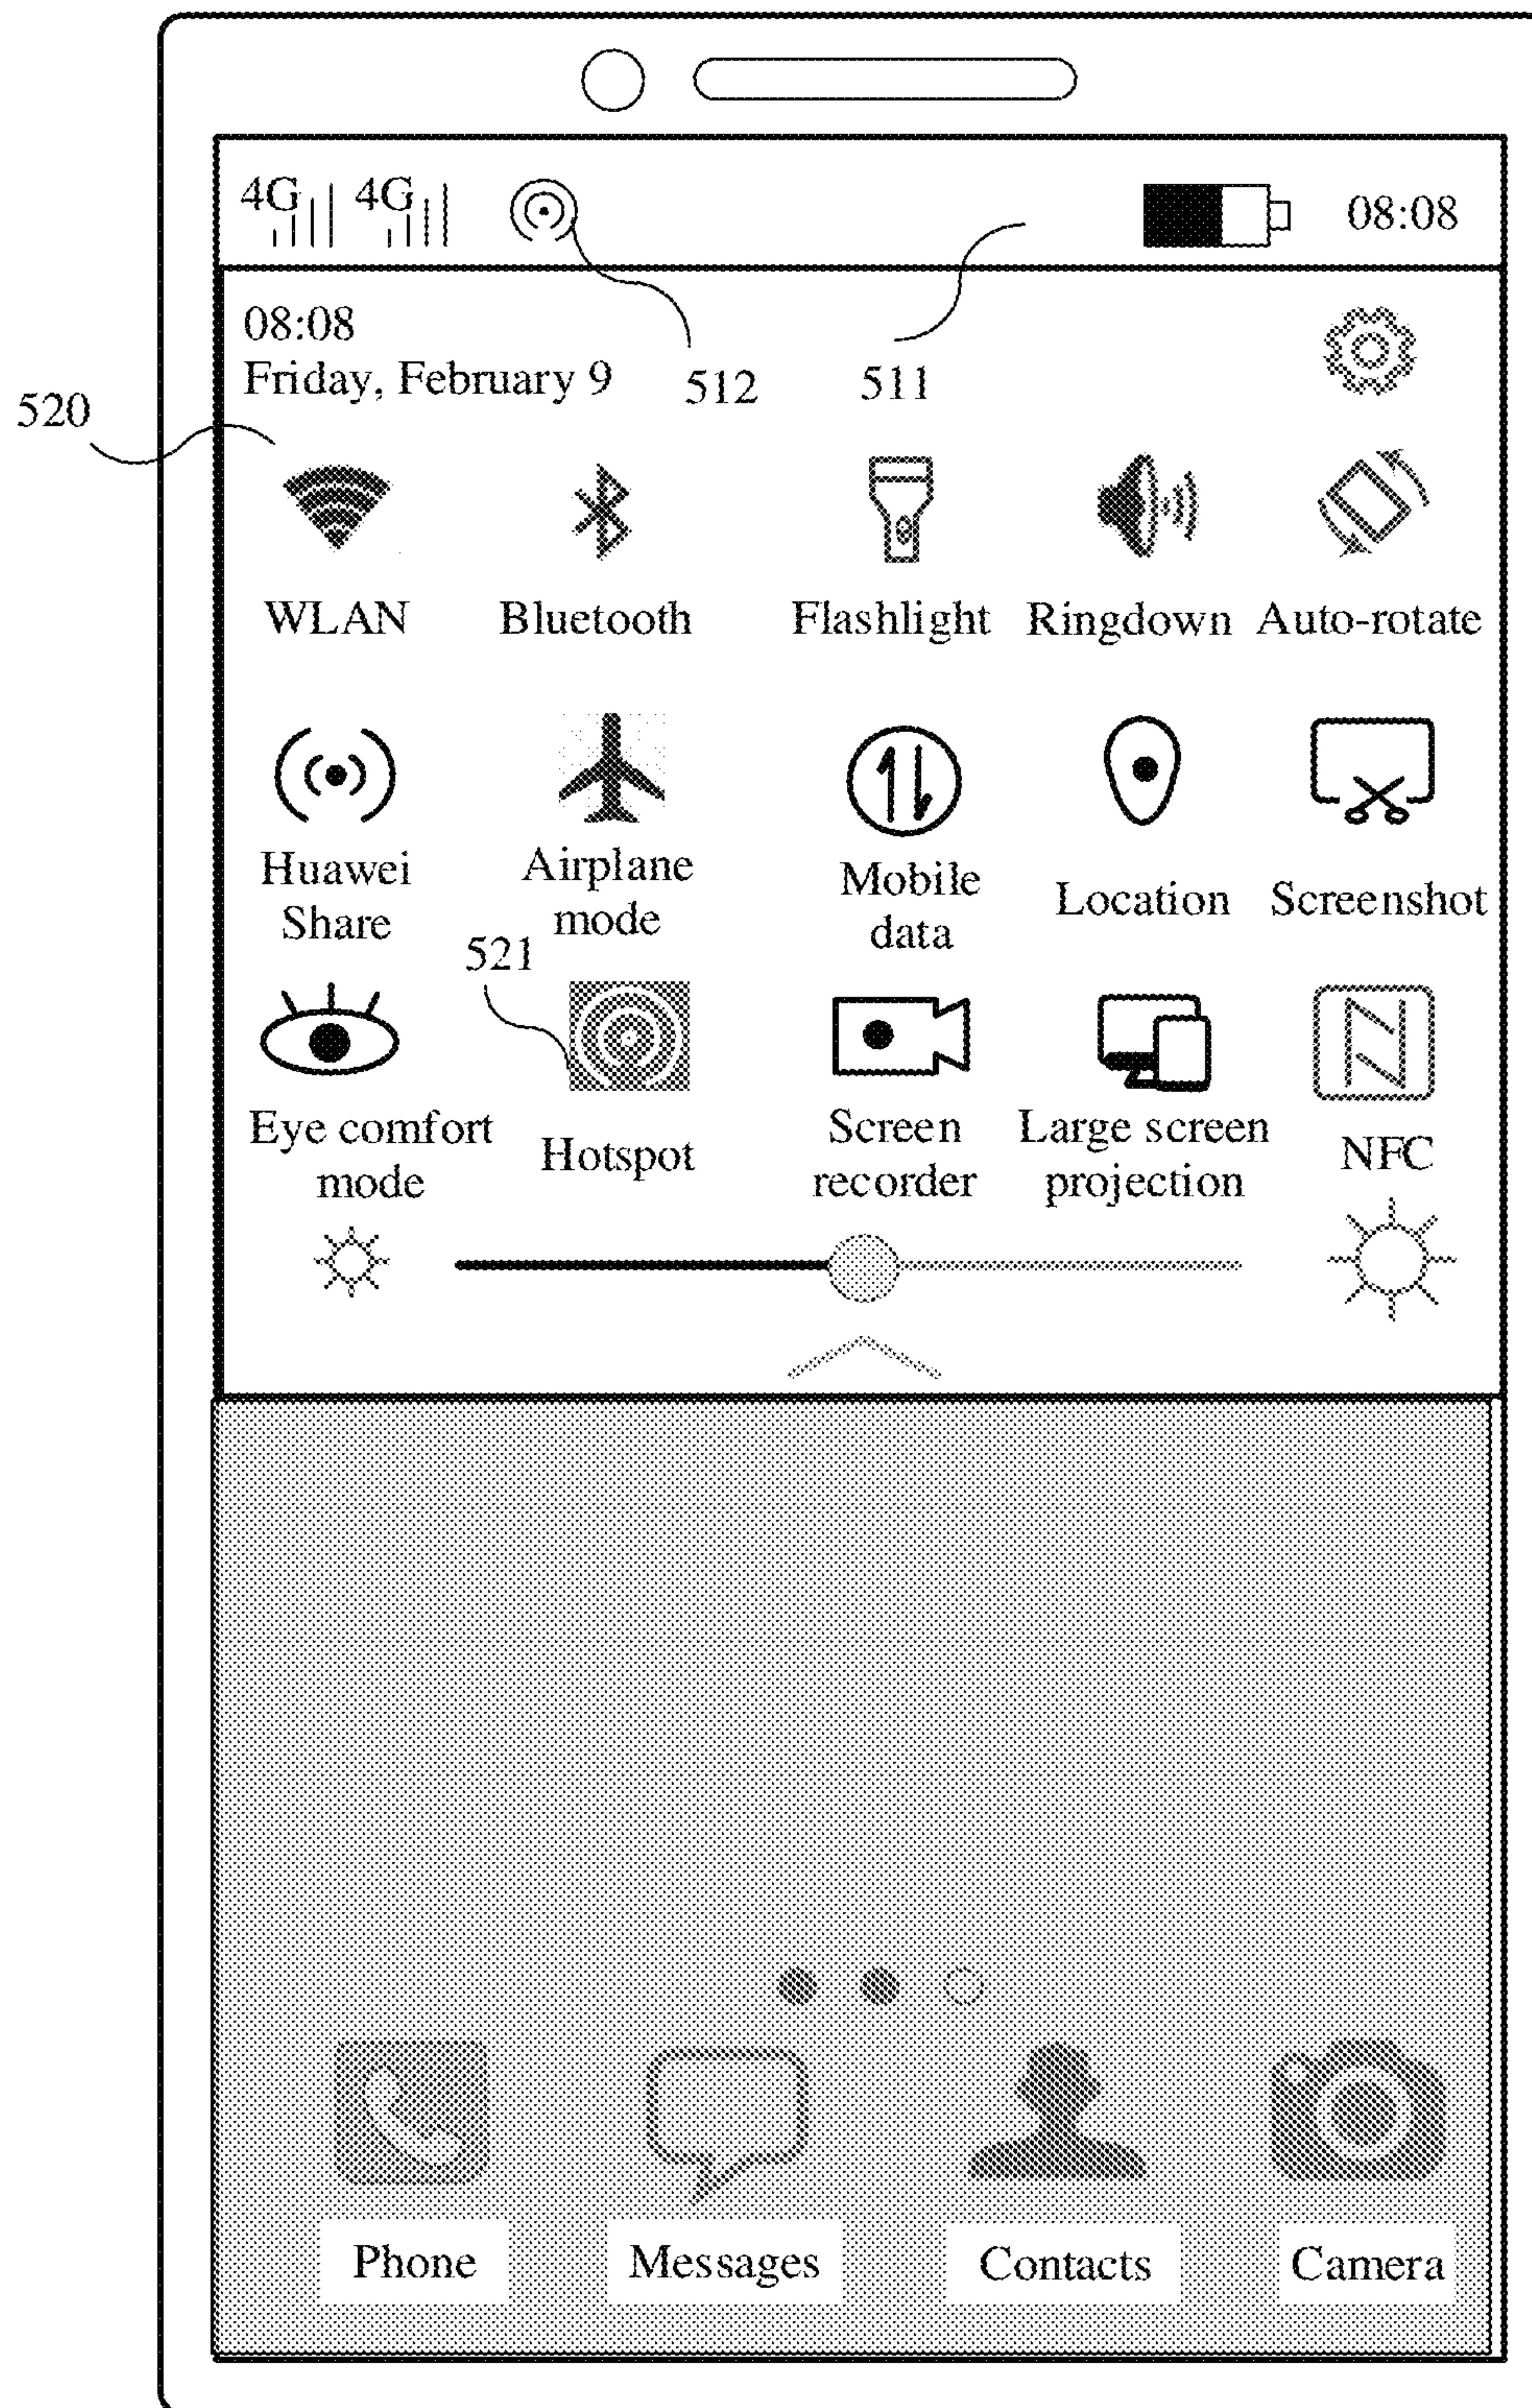 4G 4G 08:08
08:08
Friday, February 9
512 511
520
WLAN Bluetooth Flashlight Ringdown Auto-rotate
Huawei Share
Airplane mode
Mobile data
Location
Screenshot
521
Eye comfort mode
Hotspot
Screen recorder
Large screen projection
NFC
Phone Messages Contacts Camera